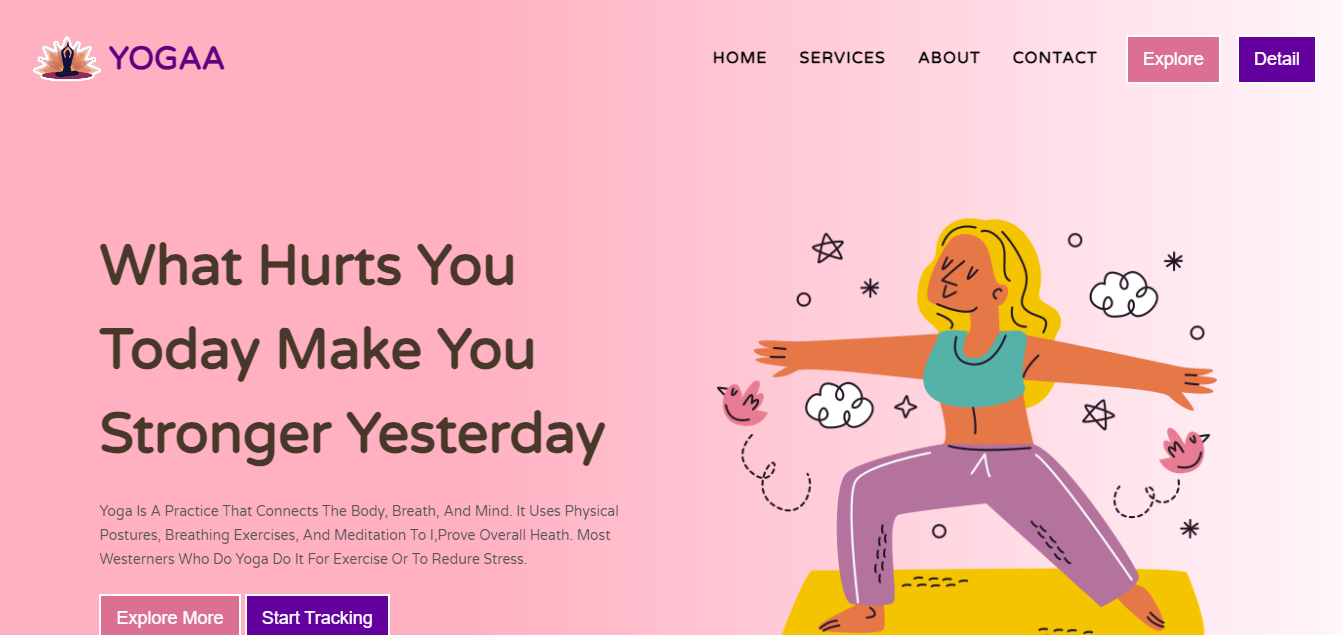 YOGAA
HOME SERVICES ABOUT CONTACT Explore Detail
What Hurts You
Today Make You
Stronger Yesterday
Yoga Is A Practice That Connects The Body, Breath, And Mind. It Uses Physical
Postures, Breathing Exercises, And Meditation To I,Prove Overall Heath. Most
Westerners Who Do Yoga Do It For Exercise Or To Redure Stress.
Explore More Start Tracking